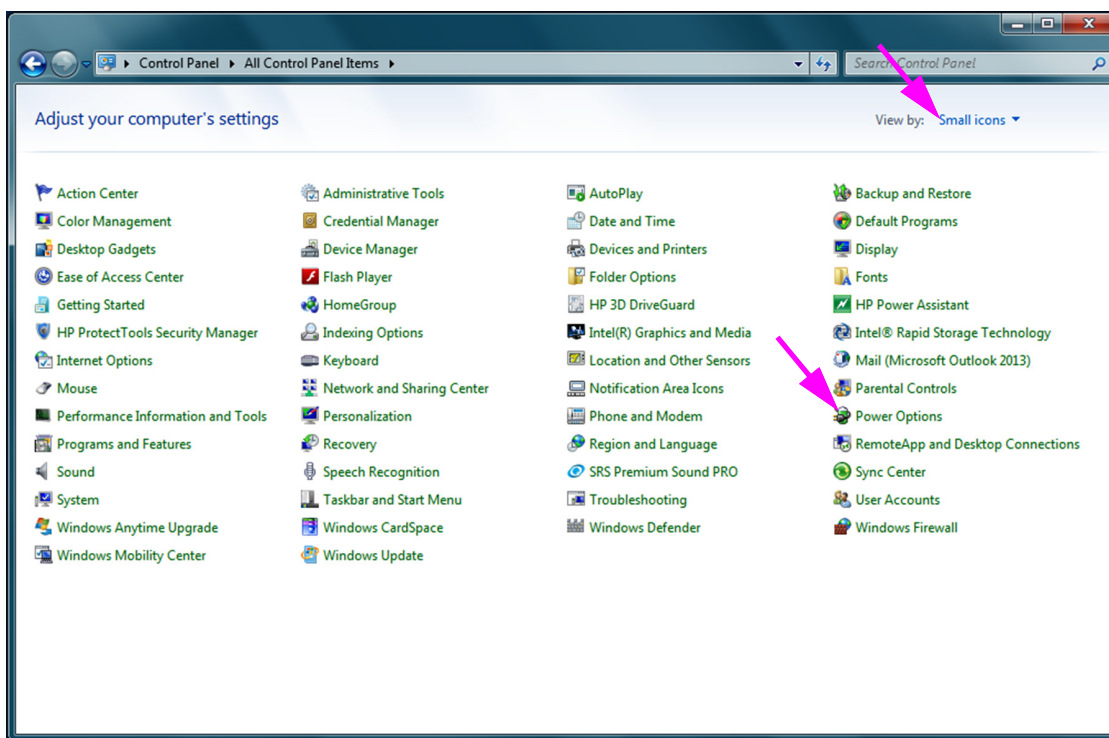 Control Panel All Control Panel Items Search Control Panel
Adjust your computer's settings View by: Small icons
Action Center Administrative Tools AutoPlay Backup and Restore
Color Management Credential Manager Date and Time Default Programs
Desktop Gadgets Device Manager Devices and Printers Display
Ease of Access Center Flash Player Folder Options Fonts
Getting Started HomeGroup HP 3D DriveGuard HP Power Assistant
HP ProtectTools Security Manager Indexing Options Intel(R) Graphics and Media Intel® Rapid Storage Technology
Internet Options Keyboard Location and Other Sensors Mail (Microsoft Outlook 2013)
Mouse Network and Sharing Center Notification Area Icons Parental Controls
Performance Information and Tools Personalization Phone and Modem Power Options
Programs and Features Recovery Region and Language RemoteApp and Desktop Connections
Sound Speech Recognition SRS Premium Sound PRO Sync Center
System Taskbar and Start Menu Troubleshooting User Accounts
Windows Anytime Upgrade Windows CardSpace Windows Defender Windows Firewall
Windows Mobility Center Windows Update